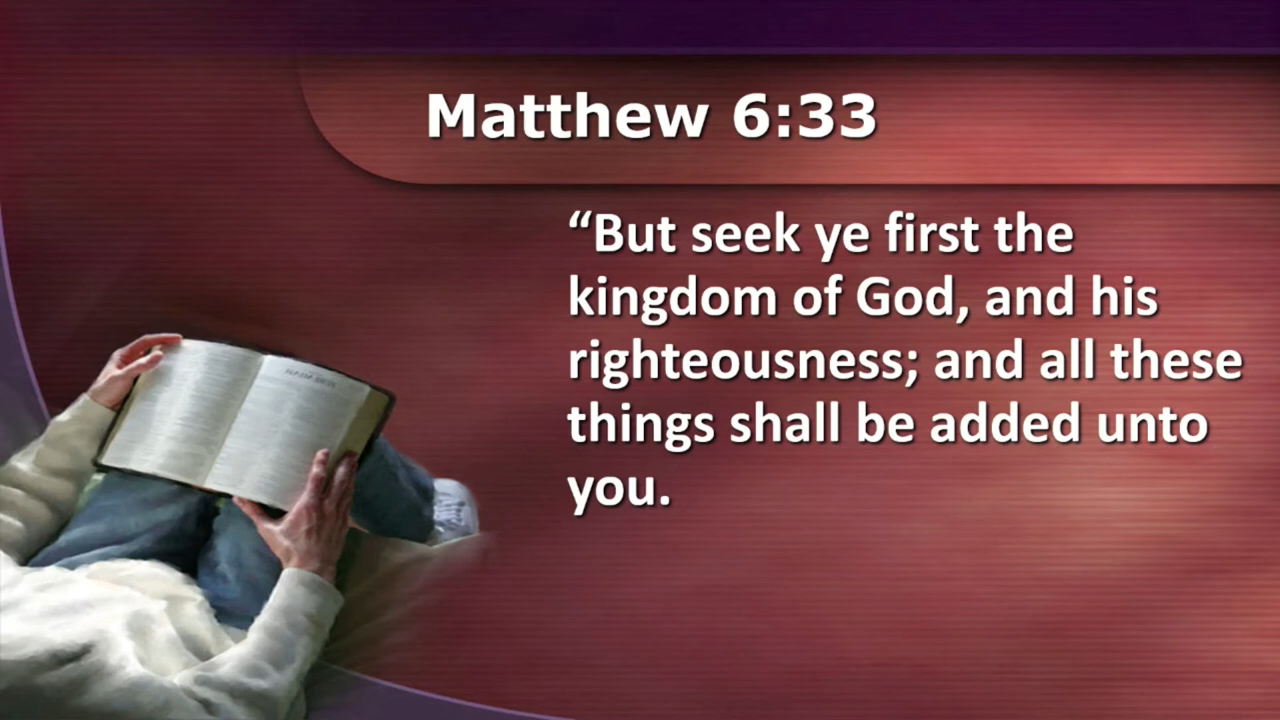 Matthew 6:33
“But seek ye first the
kingdom of God, and his
righteousness; and all these
things shall be added unto
you.